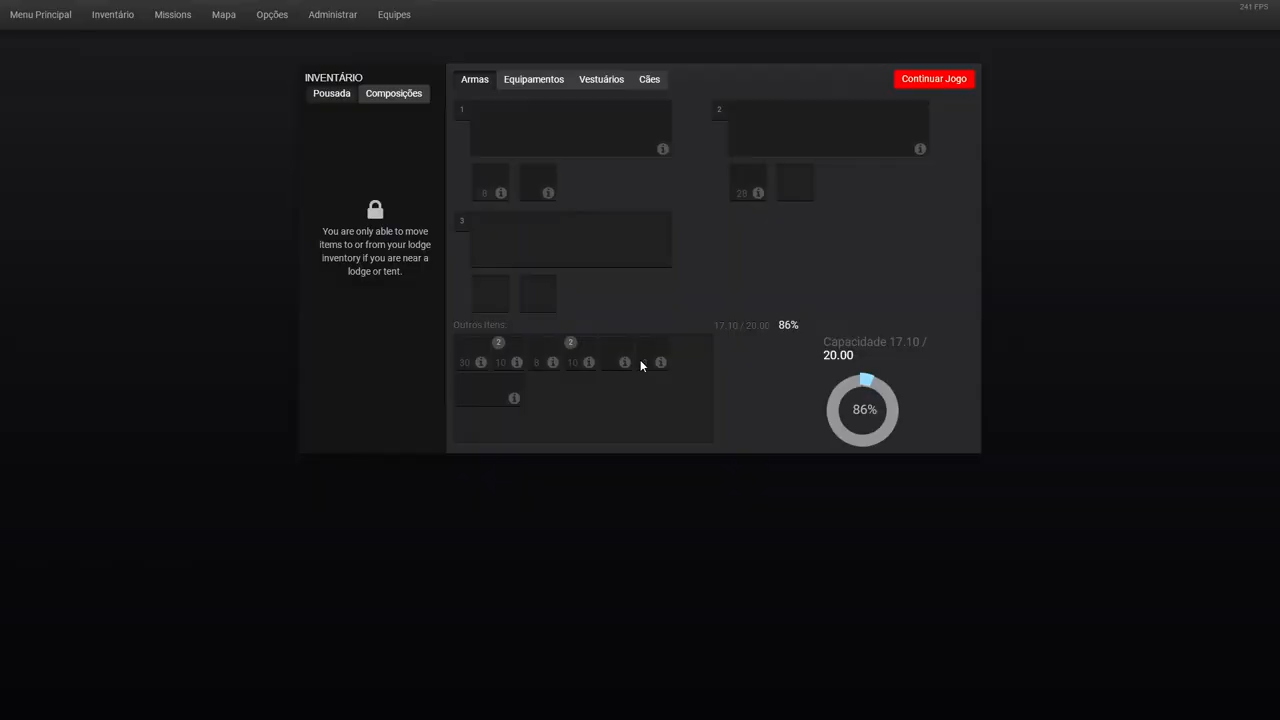 Menu Principal Inventário Missions Mapa Opções Administrar Equipes
241 FPS
INVENTÁRIO
Pousada Composições
Armas Equipamentos Vestuários Cães
Continuar Jogo
1
2
8
28
3
You are only able to move
items to or from your lodge
inventory if you are near a
lodge or tent.
Outros Itens:
17.10 / 20.00 86%
2 2
30 10 8 10
Capacidade 17.10 /
20.00
86%